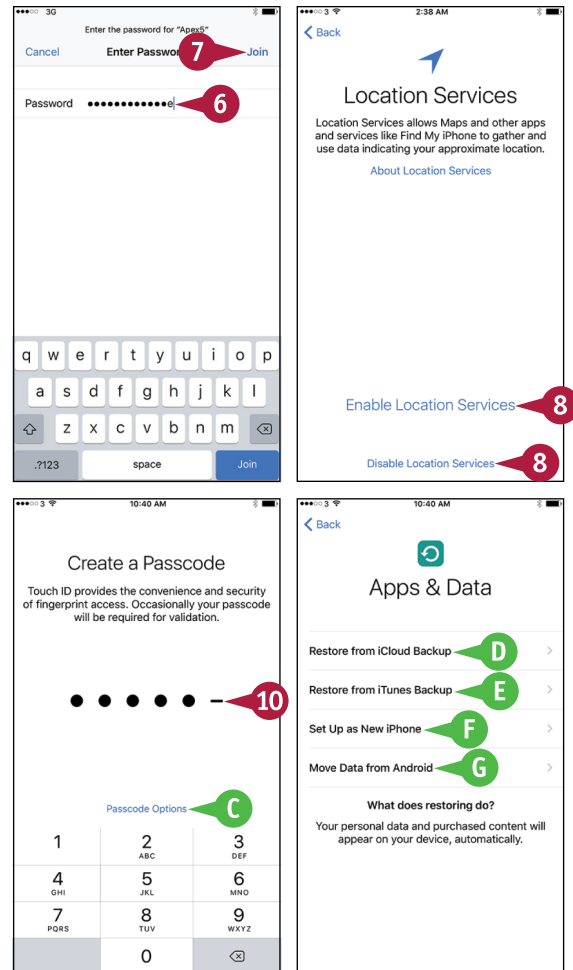 3G
Enter the password for "Apex5"
Cancel Enter Passwor 7 Join
Password ●●●●●●●●●●●●e 6
q w e r t y u i o p
a s d f g h j k l
z x c v b n m
.?123 space Join
2:38 AM
3
Back
Location Services
Location Services allows Maps and other apps
and services like Find My iPhone to gather and
use data indicating your approximate location.
About Location Services
Enable Location Services 8
Disable Location Services 8
3 10:40 AM
Create a Passcode
Touch ID provides the convenience and security
of fingerprint access. Occasionally your passcode
will be required for validation.
10
Passcode Options C
1 2 3
ABC DEF
4 5 6
GHI JKL MNO
7 8 9
PQRS TUV WXYZ
0
3 10:40 AM
Back
Apps & Data
Restore from iCloud Backup D
Restore from iTunes Backup E
Set Up as New iPhone F
Move Data from Android G
What does restoring do?
Your personal data and purchased content will
appear on your device, automatically.